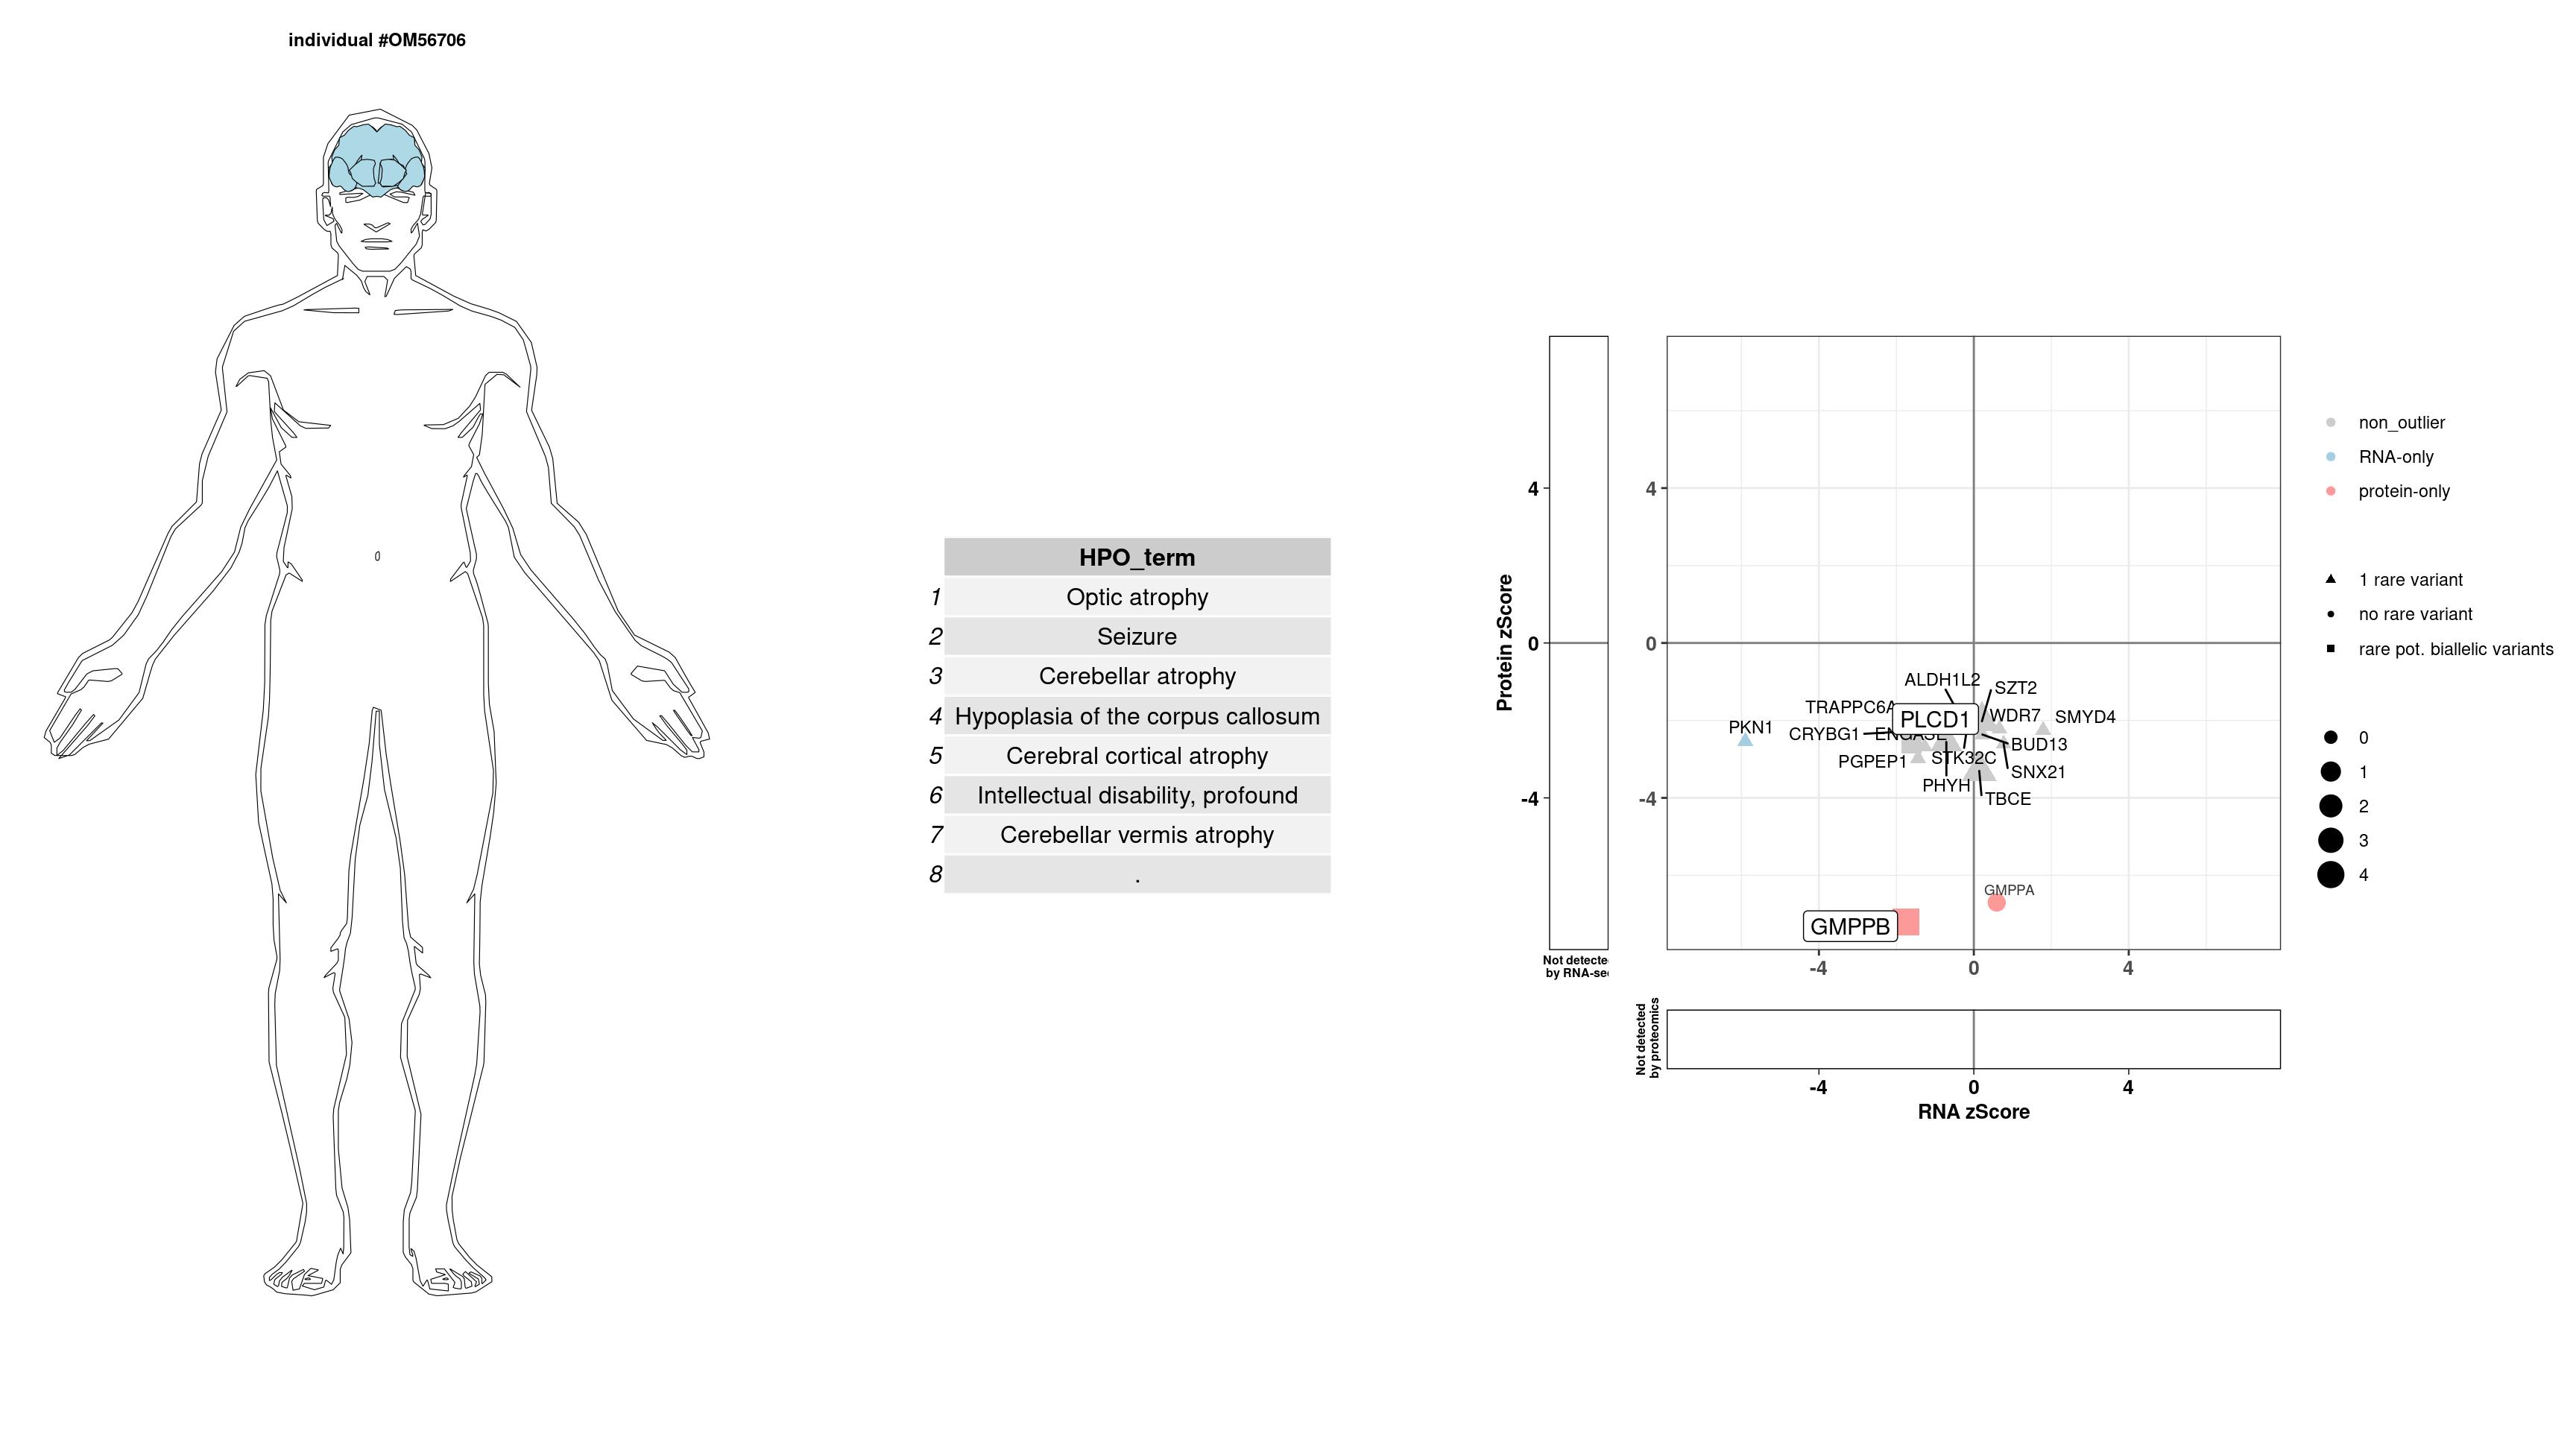 individual #OM56706
HPO_term
1 Optic atrophy
2 Seizure
3 Cerebellar atrophy
4 Hypoplasia of the corpus callosum
5 Cerebral cortical atrophy
6 Intellectual disability, profound
7 Cerebellar vermis atrophy
8 .
Protein zScore
4
0
-4
Not detecte
by RNA-se
4
0
-4
ALDH1L2
SZT2
TRAPPC6A
PLCD1
WDR7
SMYD4
PKN1
CRYBG1
BUD13
PGPEP1
STK32C
SNX21
PHYH
TBCE
GMPPA
GMPPB
-4 0 4
Not detected
by proteomics
-4 0 4
RNA zScore
non_outlier
RNA-only
protein-only
1 rare variant
no rare variant
rare pot. biallelic variants
0
1
2
3
4